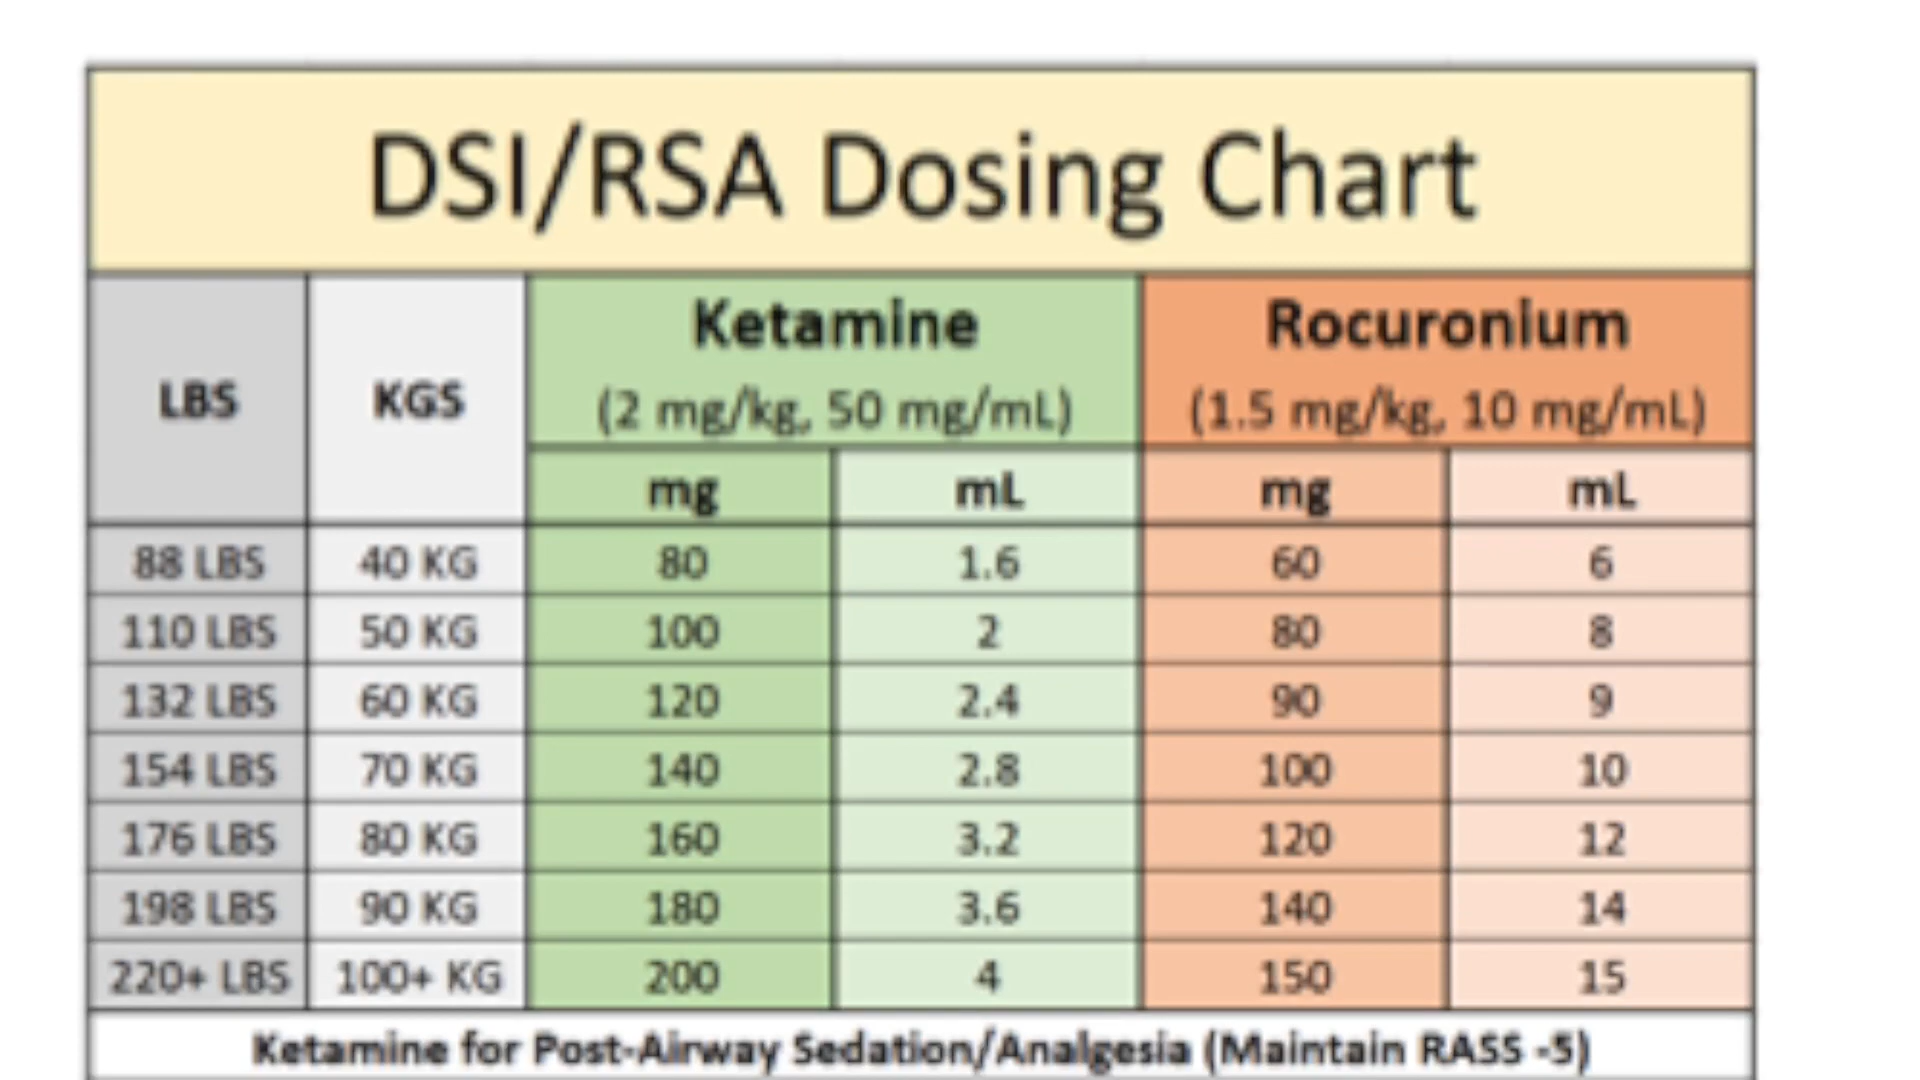 DSI/RSA Dosing Chart
LBS KGS Ketamine Rocuronium
(2 mg/kg, 50 mg/mL) (1.5 mg/kg, 10 mg/mL)
mg mL mg mL
88 LBS 40 KG 80 1.6 60 6
110 LBS 50 KG 100 2 80 8
132 LBS 60 KG 120 2.4 90 9
154 LBS 70 KG 140 2.8 100 10
176 LBS 80 KG 160 3.2 120 12
198 LBS 90 KG 180 3.6 140 14
220+ LBS 100+ KG 200 4 150 15
Ketamine for Post-Airway Sedation/Analgesia (Maintain RASS -5)